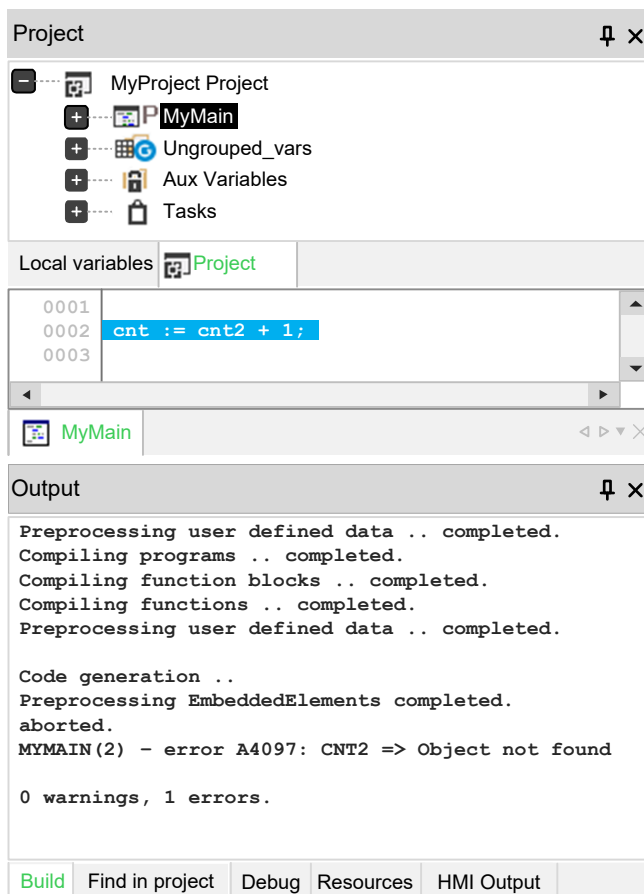 Project
MyProject Project
P MyMain
Ungrouped_vars
Aux Variables
Tasks
Local variables Project
0001
0002 cnt := cnt2 + 1;
0003
MyMain
Output
Preprocessing user defined data .. completed.
Compiling programs .. completed.
Compiling function blocks .. completed.
Compiling functions .. completed.
Preprocessing user defined data .. completed.
Code generation ..
Preprocessing EmbeddedElements completed.
aborted.
MYMAIN(2) – error A4097: CNT2 => Object not found
0 warnings, 1 errors.
Build Find in project Debug Resources HMI Output